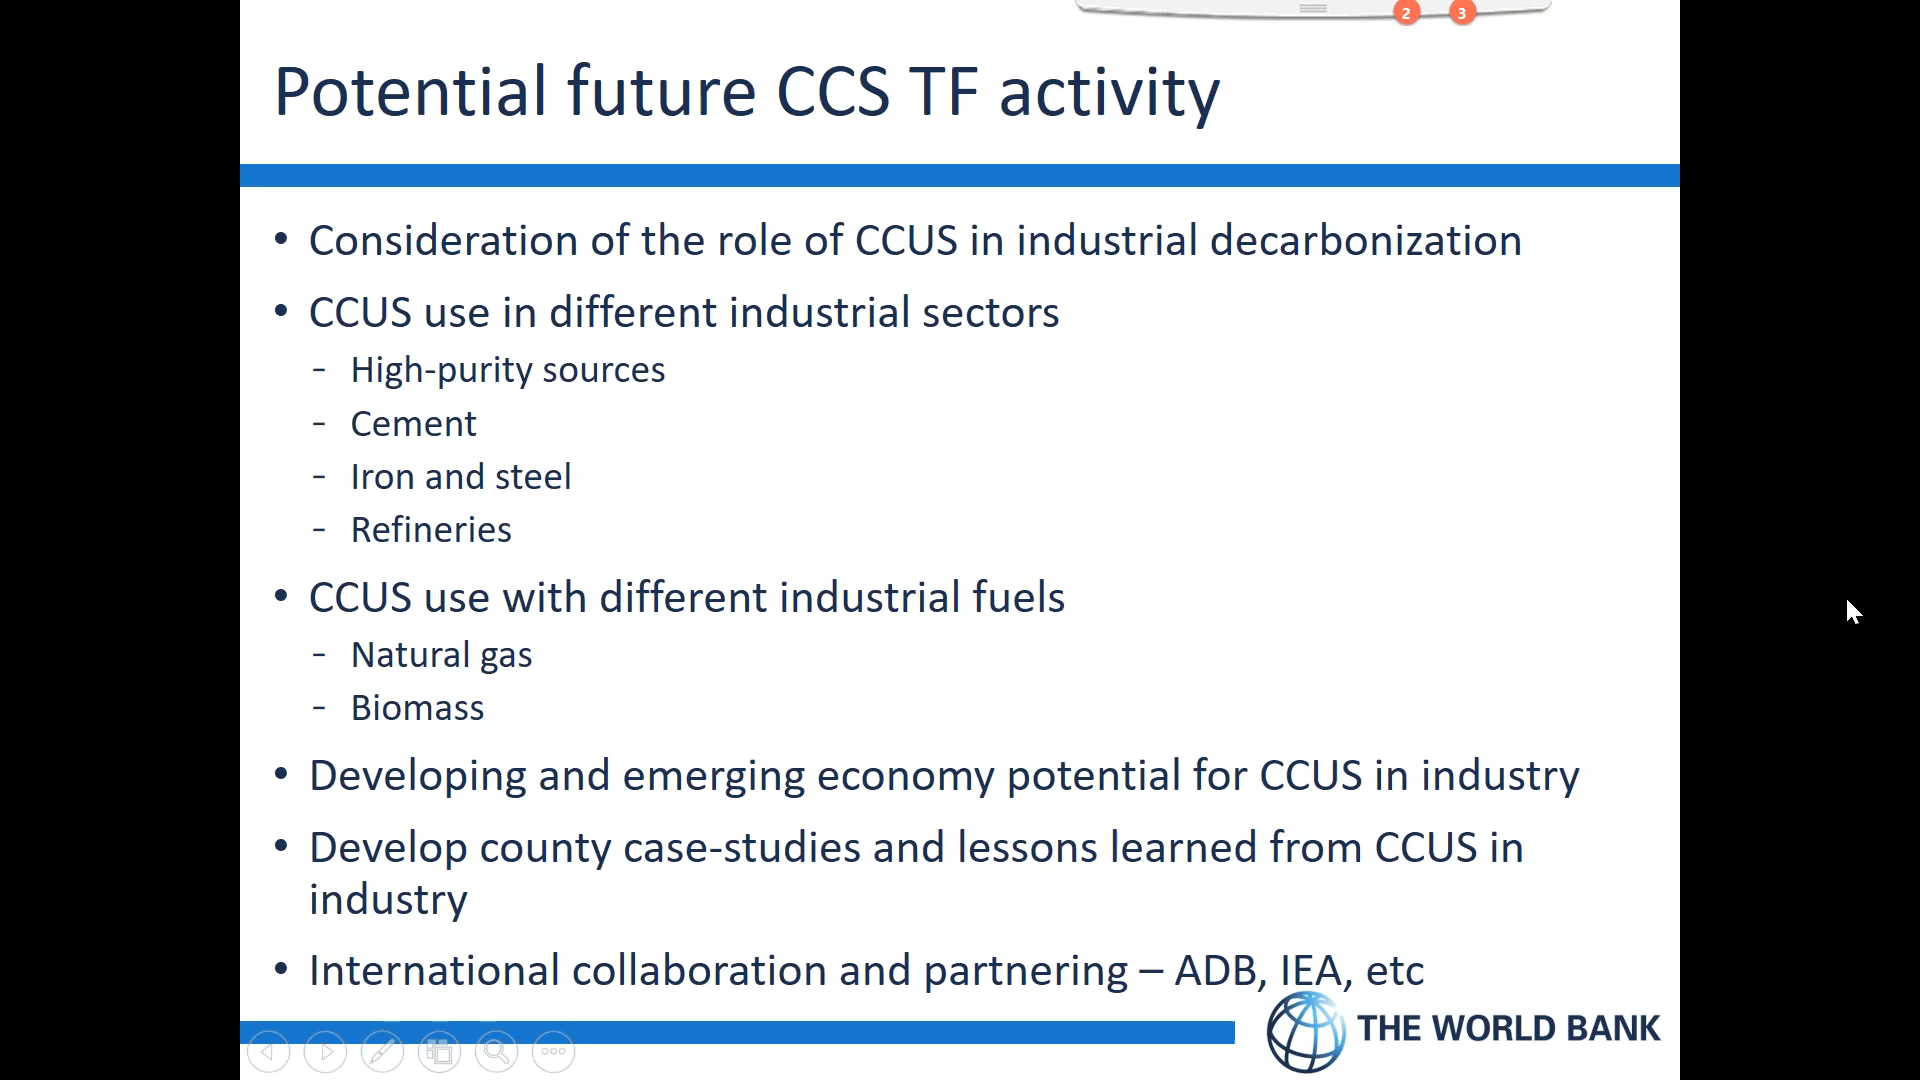 2 3
Potential future CCS TF activity
• Consideration of the role of CCUS in industrial decarbonization
• CCUS use in different industrial sectors
- High-purity sources
- Cement
- Iron and steel
- Refineries
• CCUS use with different industrial fuels
- Natural gas
- Biomass
• Developing and emerging economy potential for CCUS in industry
• Develop county case-studies and lessons learned from CCUS in
industry
• International collaboration and partnering – ADB, IEA, etc
THE WORLD BANK